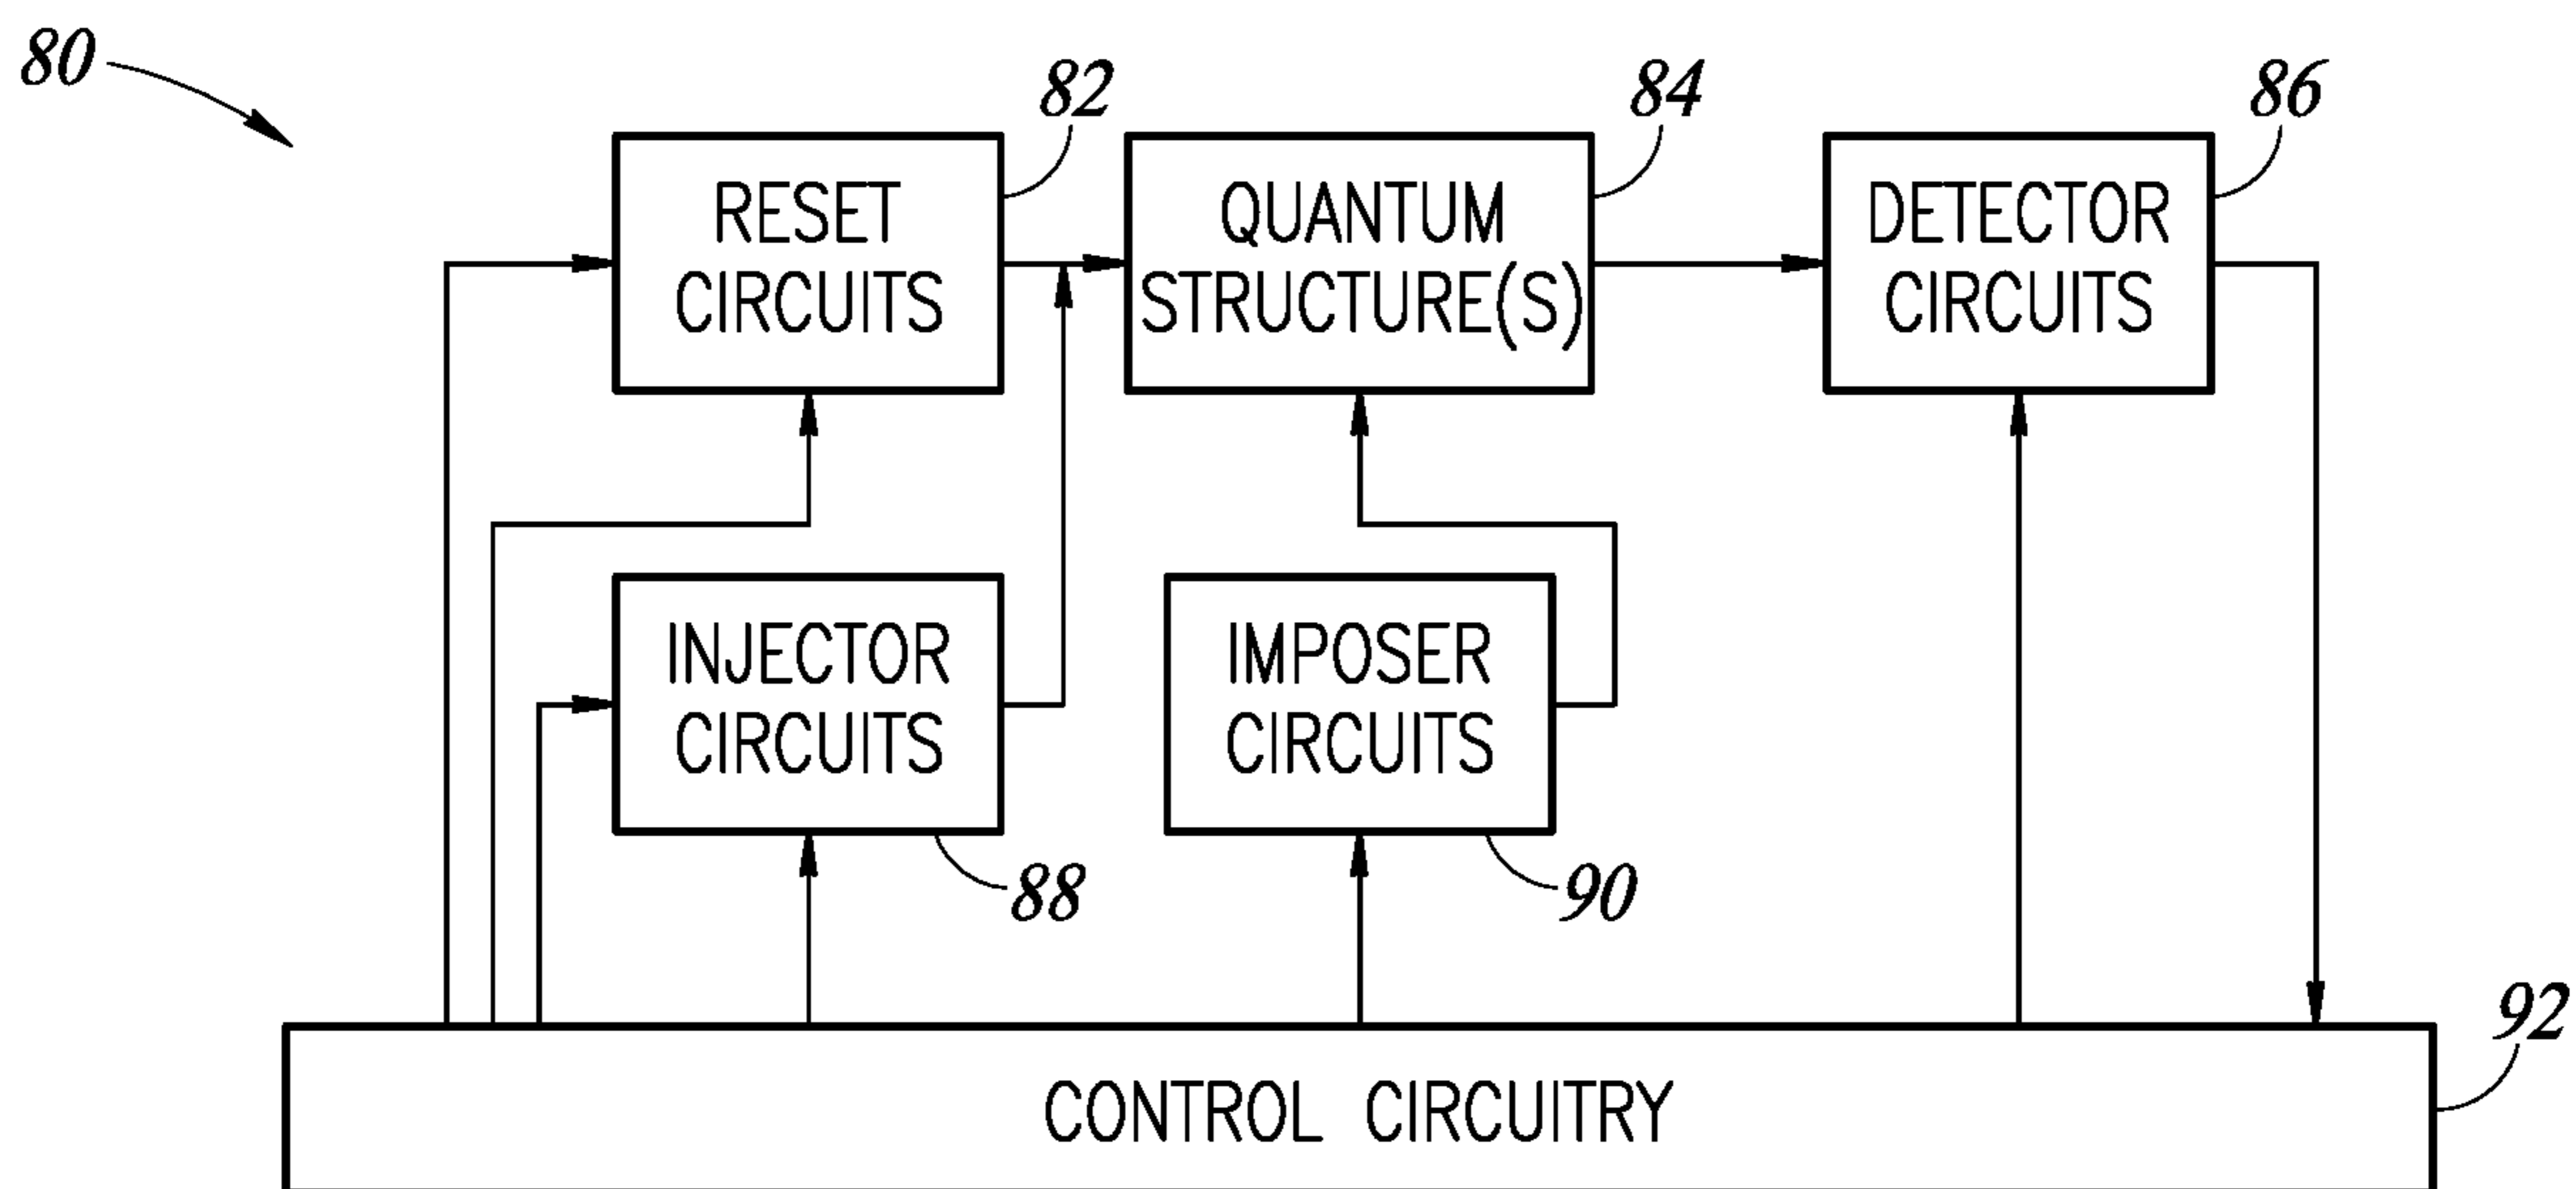 80
82
84
86
RESET
CIRCUITS
QUANTUM
STRUCTURE(S)
DETECTOR
CIRCUITS
INJECTOR
CIRCUITS
IMPOSER
CIRCUITS
88
90
92
CONTROL CIRCUITRY